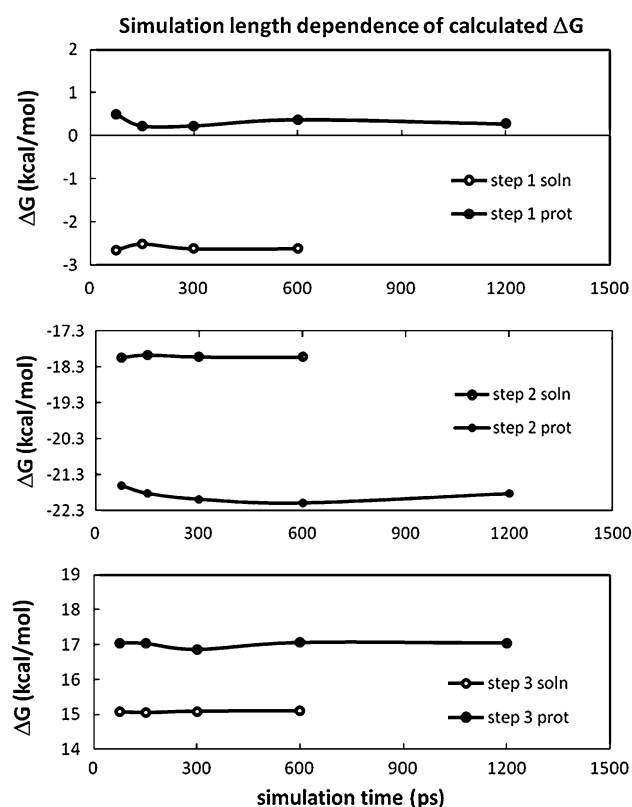 Simulation length dependence of calculated ΔG
2
1
0
-1
-2
-3
ΔG (kcal/mol)
step 1 soln
step 1 prot
0 300 600 900 1200 1500
-17.3
-18.3
-19.3
-20.3
-21.3
-22.3
ΔG (kcal/mol)
step 2 soln
step 2 prot
0 300 600 900 1200 1500
19
18
17
16
15
14
ΔG (kcal/mol)
step 3 soln
step 3 prot
0 300 600 900 1200 1500
simulation time (ps)